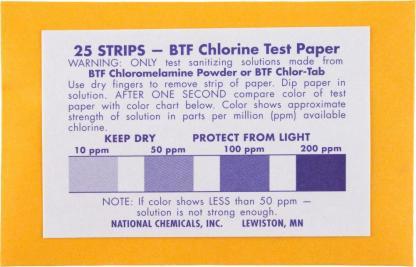 25 STRIPS — BTF Chlorine Test Paper
WARNING: ONLY test sanitizing solutions made from
BTF Chloromelamine Powder or BTF Chlor-Tab
Use dry fingers to remove strip of paper. Dip paper in
solution. AFTER ONE SECOND compare color of test
paper with color chart below. Color shows approximate
strength of solution in parts per million (ppm) available
chlorine.
KEEP DRY PROTECT FROM LIGHT
10 ppm 50 ppm 100 ppm 200 ppm
NOTE: If color shows LESS than 50 ppm —
solution is not strong enough.
NATIONAL CHEMICALS, INC. LEWISTON, MN